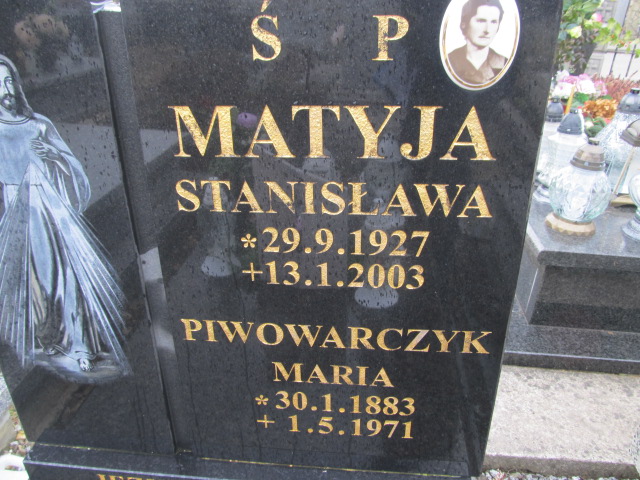 Ś P
MATYJA
STANISŁAWA
*29.9.1927
+13.1.2003
PIWOWARCZYK
MARIA
*30.1.1883
+ 1.5.1971